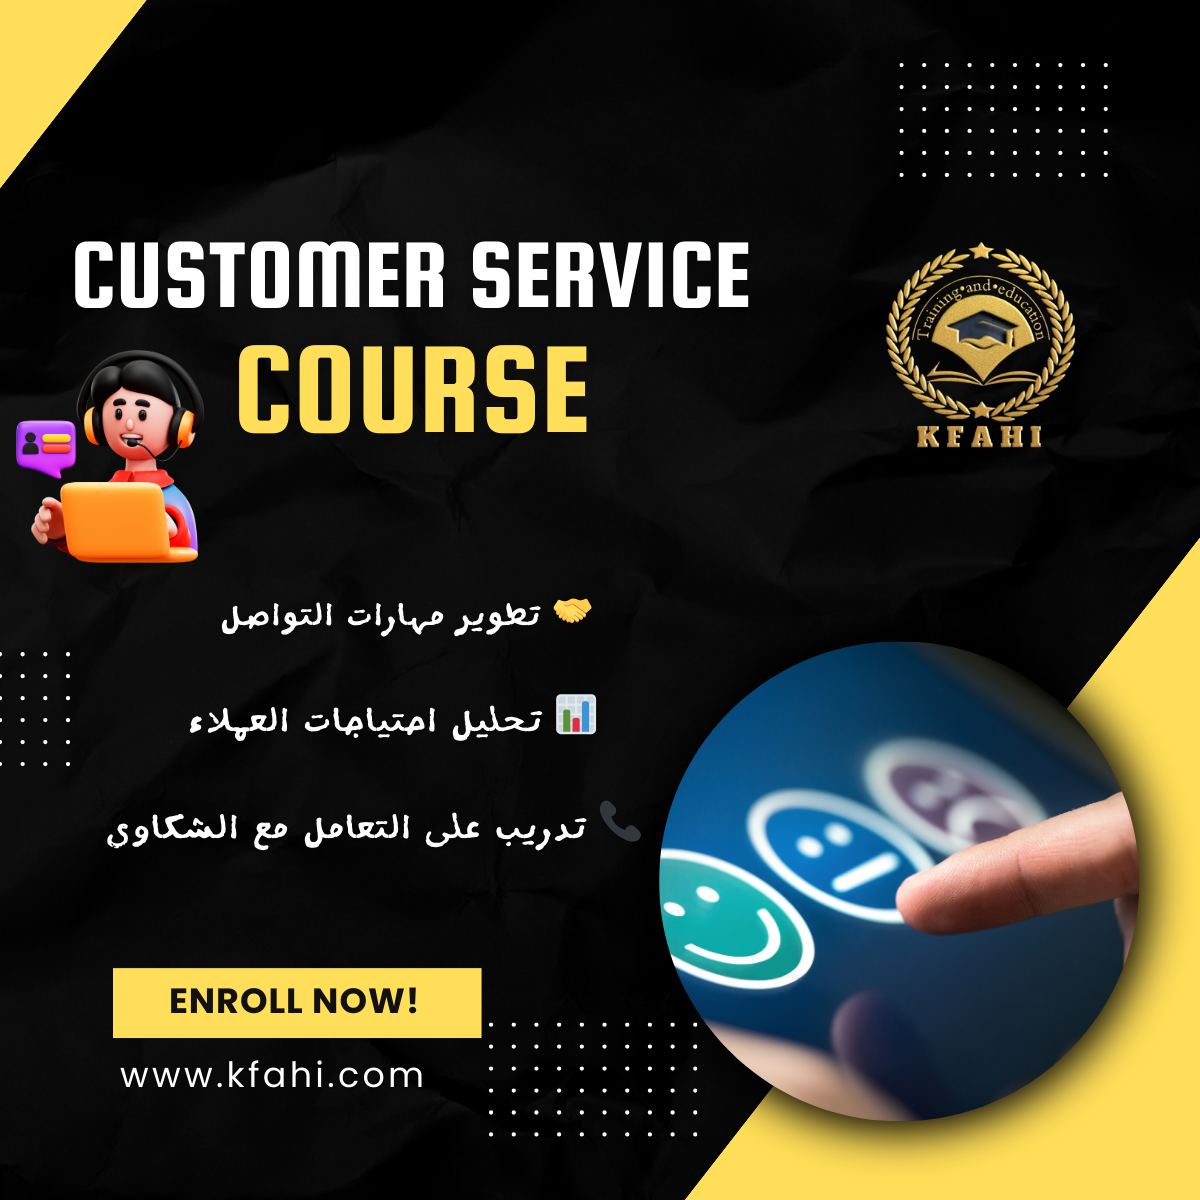 CUSTOMER SERVICE
COURSE
Training•and•education
KFAHI
🤝 تطوير مهارات التواصل
📊 تحليل احتياجات العملاء
📞 تدريب على التعامل مع الشكاوي
ENROLL NOW!
www.kfahi.com